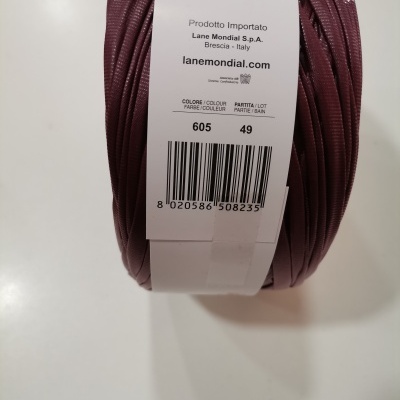 Prodotto Importato
Lane Mondial S.p.A.
Brescia - Italy
lanemondial.com
COLORE / COLOUR
FARBE / COULEUR
PARTITA / LOT
PARTIE / BAIN
605
49
8 020586 508235